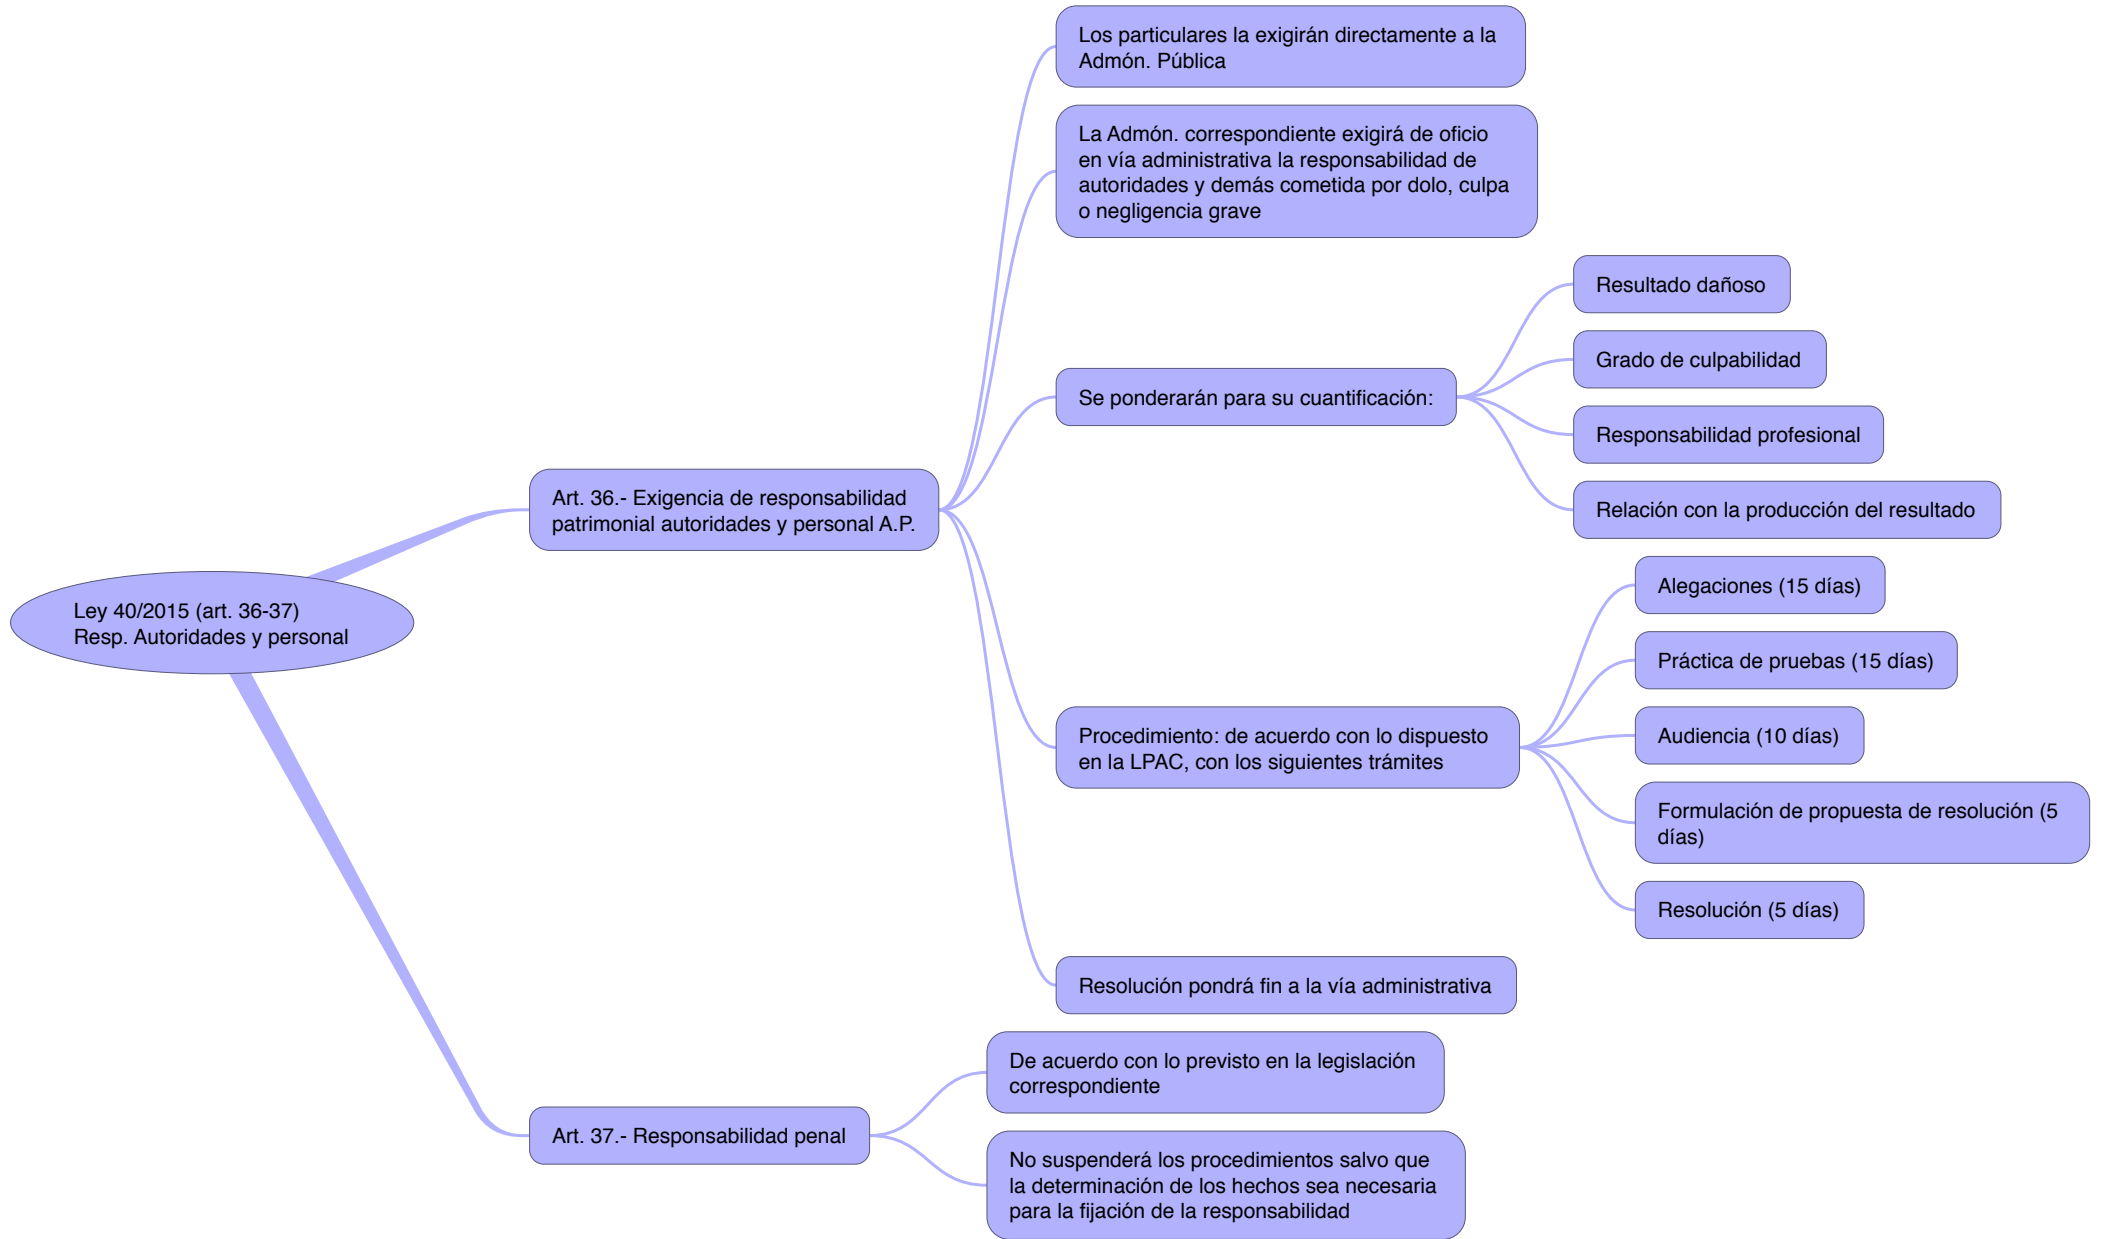 Ley 40/2015 (art. 36-37)
Resp. Autoridades y personal
Art. 36.- Exigencia de responsabilidad
patrimonial autoridades y personal A.P.
Los particulares la exigirán directamente a la
Admón. Pública
La Admón. correspondiente exigirá de oficio
en vía administrativa la responsabilidad de
autoridades y demás cometida por dolo, culpa
o negligencia grave
Se ponderarán para su cuantificación:
Resultado dañoso
Grado de culpabilidad
Responsabilidad profesional
Relación con la producción del resultado
Procedimiento: de acuerdo con lo dispuesto
en la LPAC, con los siguientes trámites
Alegaciones (15 días)
Práctica de pruebas (15 días)
Audiencia (10 días)
Formulación de propuesta de resolución (5
días)
Resolución (5 días)
Resolución pondrá fin a la vía administrativa
Art. 37.- Responsabilidad penal
De acuerdo con lo previsto en la legislación
correspondiente
No suspenderá los procedimientos salvo que
la determinación de los hechos sea necesaria
para la fijación de la responsabilidad